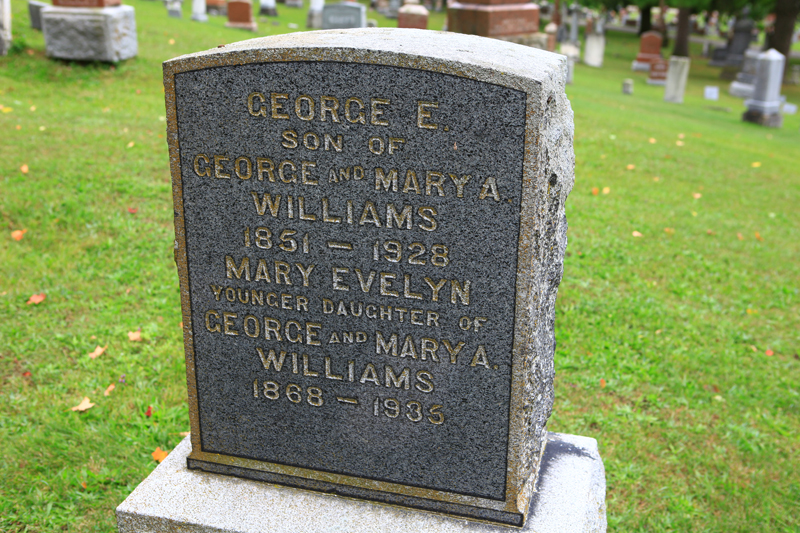 GEORGE E.
SON OF
GEORGE AND MARY A.
WILLIAMS
1851 — 1928
MARY EVELYN
YOUNGER DAUGHTER OF
GEORGE AND MARY A.
WILLIAMS
1868 — 1935